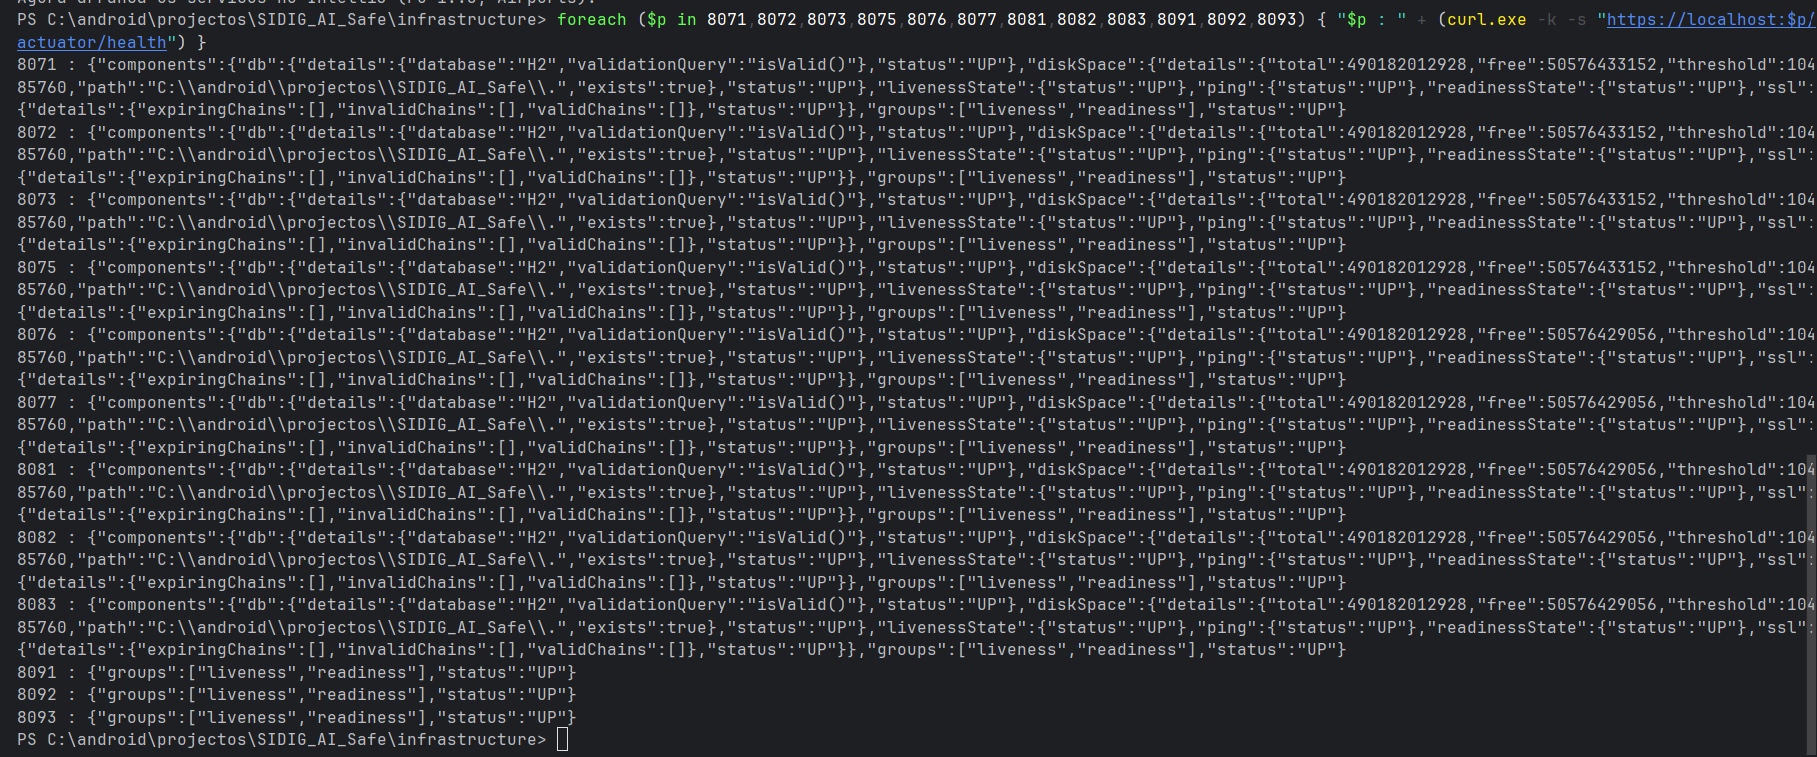 PS C:\android\projectos\SIDIG_AI_Safe\infrastructure> foreach ($p in 8071,8072,8073,8075,8076,8077,8081,8082,8083,8091,8092,8093) { "$p : " + (curl.exe -k -s "https://localhost:$p/
actuator/health") }
8071 : {"components":{"db":{"details":{"database":"H2","validationQuery":"isValid()"},"status":"UP"},"diskSpace":{"details":{"total":490182012928,"free":50576433152,"threshold":104
85760,"path":"C:\\android\\projectos\\SIDIG_AI_Safe\\.","exists":true},"status":"UP"},"livenessState":{"status":"UP"},"ping":{"status":"UP"},"readinessState":{"status":"UP"},"ssl":
{"details":{"expiringChains":[],"invalidChains":[],"validChains":[]},"status":"UP"}},"groups":["liveness","readiness"],"status":"UP"}
8072 : {"components":{"db":{"details":{"database":"H2","validationQuery":"isValid()"},"status":"UP"},"diskSpace":{"details":{"total":490182012928,"free":50576433152,"threshold":104
85760,"path":"C:\\android\\projectos\\SIDIG_AI_Safe\\.","exists":true},"status":"UP"},"livenessState":{"status":"UP"},"ping":{"status":"UP"},"readinessState":{"status":"UP"},"ssl":
{"details":{"expiringChains":[],"invalidChains":[],"validChains":[]},"status":"UP"}},"groups":["liveness","readiness"],"status":"UP"}
8073 : {"components":{"db":{"details":{"database":"H2","validationQuery":"isValid()"},"status":"UP"},"diskSpace":{"details":{"total":490182012928,"free":50576433152,"threshold":104
85760,"path":"C:\\android\\projectos\\SIDIG_AI_Safe\\.","exists":true},"status":"UP"},"livenessState":{"status":"UP"},"ping":{"status":"UP"},"readinessState":{"status":"UP"},"ssl":
{"details":{"expiringChains":[],"invalidChains":[],"validChains":[]},"status":"UP"}},"groups":["liveness","readiness"],"status":"UP"}
8075 : {"components":{"db":{"details":{"database":"H2","validationQuery":"isValid()"},"status":"UP"},"diskSpace":{"details":{"total":490182012928,"free":50576433152,"threshold":104
85760,"path":"C:\\android\\projectos\\SIDIG_AI_Safe\\.","exists":true},"status":"UP"},"livenessState":{"status":"UP"},"ping":{"status":"UP"},"readinessState":{"status":"UP"},"ssl":
{"details":{"expiringChains":[],"invalidChains":[],"validChains":[]},"status":"UP"}},"groups":["liveness","readiness"],"status":"UP"}
8076 : {"components":{"db":{"details":{"database":"H2","validationQuery":"isValid()"},"status":"UP"},"diskSpace":{"details":{"total":490182012928,"free":50576429056,"threshold":104
85760,"path":"C:\\android\\projectos\\SIDIG_AI_Safe\\.","exists":true},"status":"UP"},"livenessState":{"status":"UP"},"ping":{"status":"UP"},"readinessState":{"status":"UP"},"ssl":
{"details":{"expiringChains":[],"invalidChains":[],"validChains":[]},"status":"UP"}},"groups":["liveness","readiness"],"status":"UP"}
8077 : {"components":{"db":{"details":{"database":"H2","validationQuery":"isValid()"},"status":"UP"},"diskSpace":{"details":{"total":490182012928,"free":50576429056,"threshold":104
85760,"path":"C:\\android\\projectos\\SIDIG_AI_Safe\\.","exists":true},"status":"UP"},"livenessState":{"status":"UP"},"ping":{"status":"UP"},"readinessState":{"status":"UP"},"ssl":
{"details":{"expiringChains":[],"invalidChains":[],"validChains":[]},"status":"UP"}},"groups":["liveness","readiness"],"status":"UP"}
8081 : {"components":{"db":{"details":{"database":"H2","validationQuery":"isValid()"},"status":"UP"},"diskSpace":{"details":{"total":490182012928,"free":50576429056,"threshold":104
85760,"path":"C:\\android\\projectos\\SIDIG_AI_Safe\\.","exists":true},"status":"UP"},"livenessState":{"status":"UP"},"ping":{"status":"UP"},"readinessState":{"status":"UP"},"ssl":
{"details":{"expiringChains":[],"invalidChains":[],"validChains":[]},"status":"UP"}},"groups":["liveness","readiness"],"status":"UP"}
8082 : {"components":{"db":{"details":{"database":"H2","validationQuery":"isValid()"},"status":"UP"},"diskSpace":{"details":{"total":490182012928,"free":50576429056,"threshold":104
85760,"path":"C:\\android\\projectos\\SIDIG_AI_Safe\\.","exists":true},"status":"UP"},"livenessState":{"status":"UP"},"ping":{"status":"UP"},"readinessState":{"status":"UP"},"ssl":
{"details":{"expiringChains":[],"invalidChains":[],"validChains":[]},"status":"UP"}},"groups":["liveness","readiness"],"status":"UP"}
8083 : {"components":{"db":{"details":{"database":"H2","validationQuery":"isValid()"},"status":"UP"},"diskSpace":{"details":{"total":490182012928,"free":50576429056,"threshold":104
85760,"path":"C:\\android\\projectos\\SIDIG_AI_Safe\\.","exists":true},"status":"UP"},"livenessState":{"status":"UP"},"ping":{"status":"UP"},"readinessState":{"status":"UP"},"ssl":
{"details":{"expiringChains":[],"invalidChains":[],"validChains":[]},"status":"UP"}},"groups":["liveness","readiness"],"status":"UP"}
8091 : {"groups":["liveness","readiness"],"status":"UP"}
8092 : {"groups":["liveness","readiness"],"status":"UP"}
8093 : {"groups":["liveness","readiness"],"status":"UP"}
PS C:\android\projectos\SIDIG_AI_Safe\infrastructure>